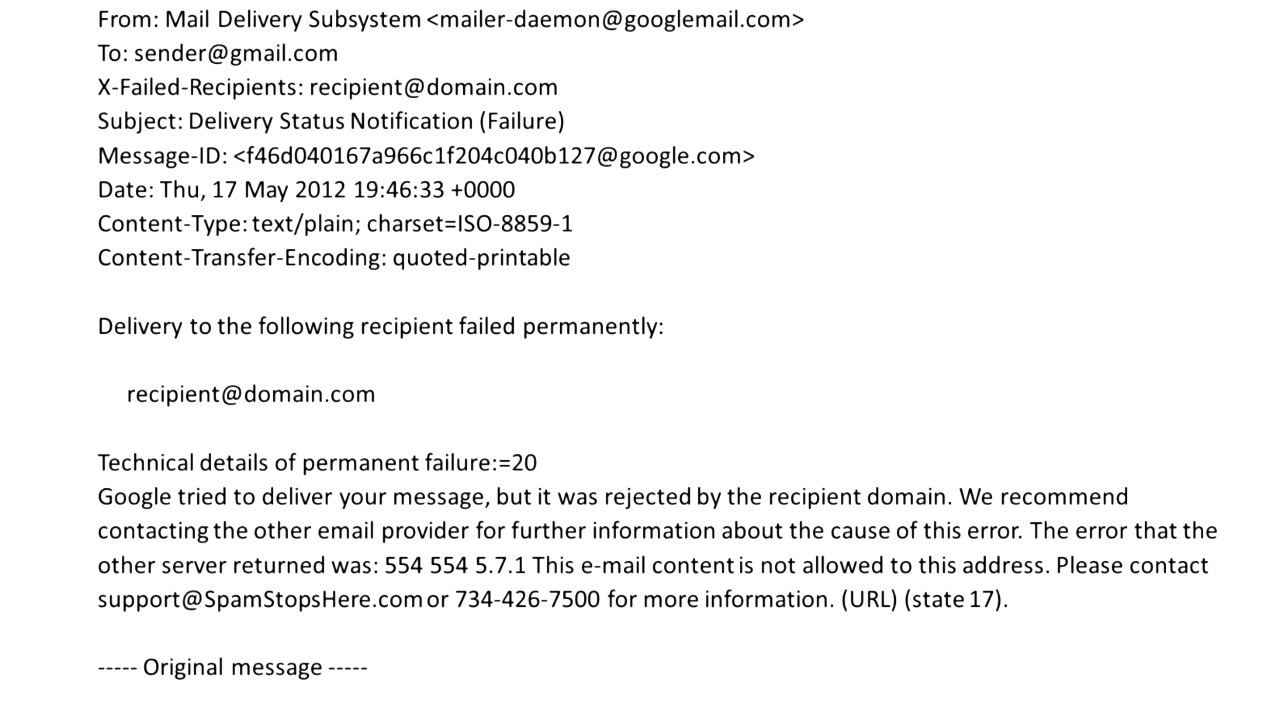 From: Mail Delivery Subsystem <mailer-daemon@googlemail.com>
To: sender@gmail.com
X-Failed-Recipients: recipient@domain.com
Subject: Delivery Status Notification (Failure)
Message-ID: <f46d040167a966c1f204c040b127@google.com>
Date: Thu, 17 May 2012 19:46:33 +0000
Content-Type: text/plain; charset=ISO-8859-1
Content-Transfer-Encoding: quoted-printable
Delivery to the following recipient failed permanently:
recipient@domain.com
Technical details of permanent failure:=20
Google tried to deliver your message, but it was rejected by the recipient domain. We recommend
contacting the other email provider for further information about the cause of this error. The error that the
other server returned was: 554 554 5.7.1 This e-mail content is not allowed to this address. Please contact
support@SpamStopsHere.com or 734-426-7500 for more information. (URL) (state 17).
----- Original message -----